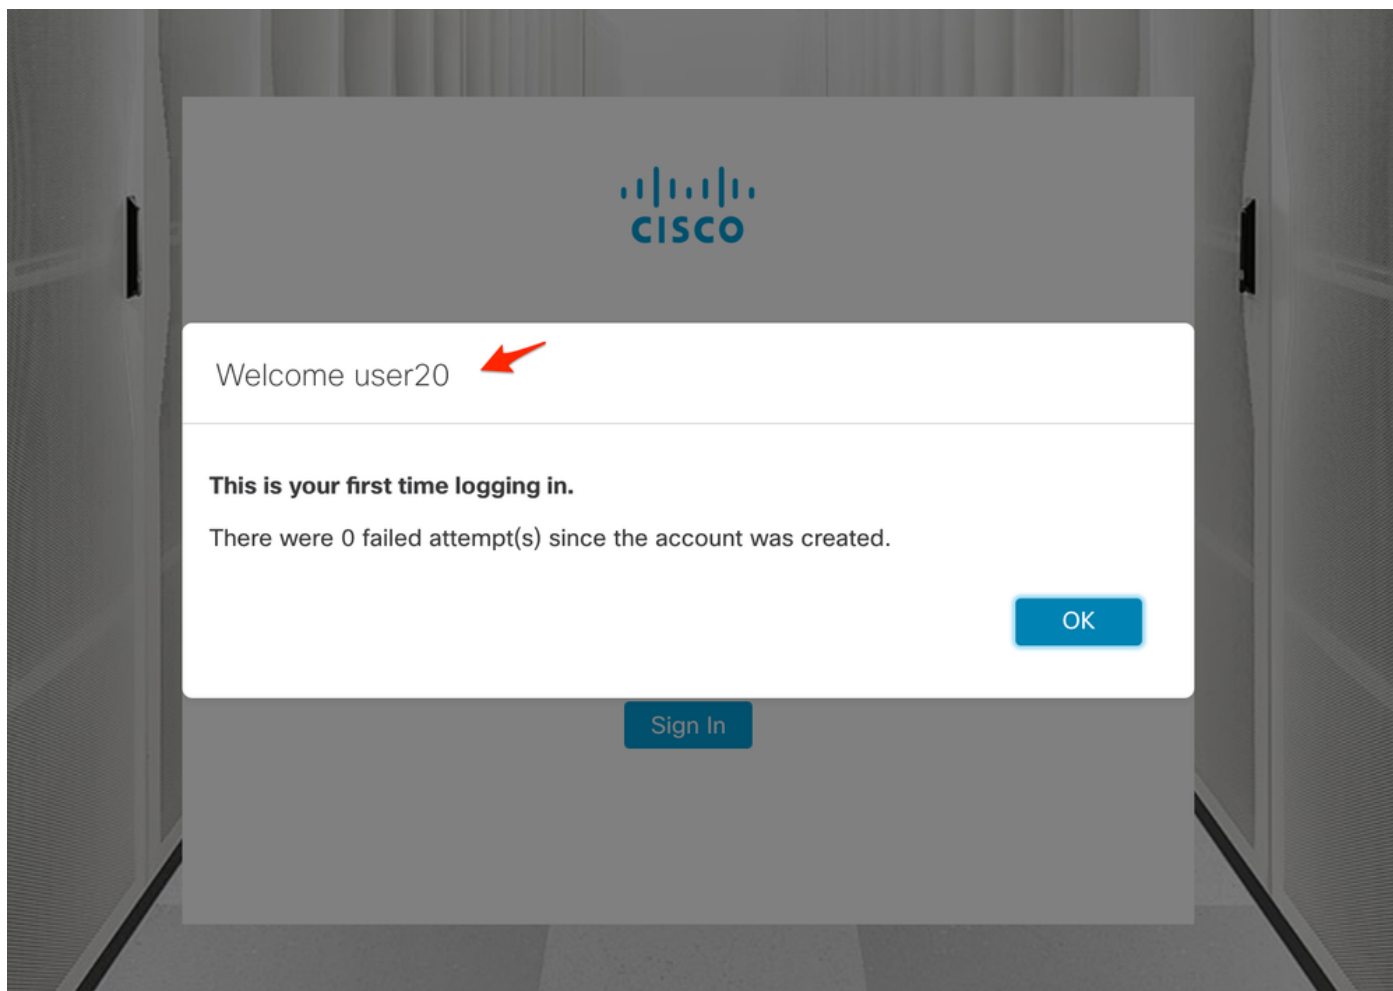 CISCO
Welcome user20
This is your first time logging in.
There were 0 failed attempt(s) since the account was created.
OK
Sign In